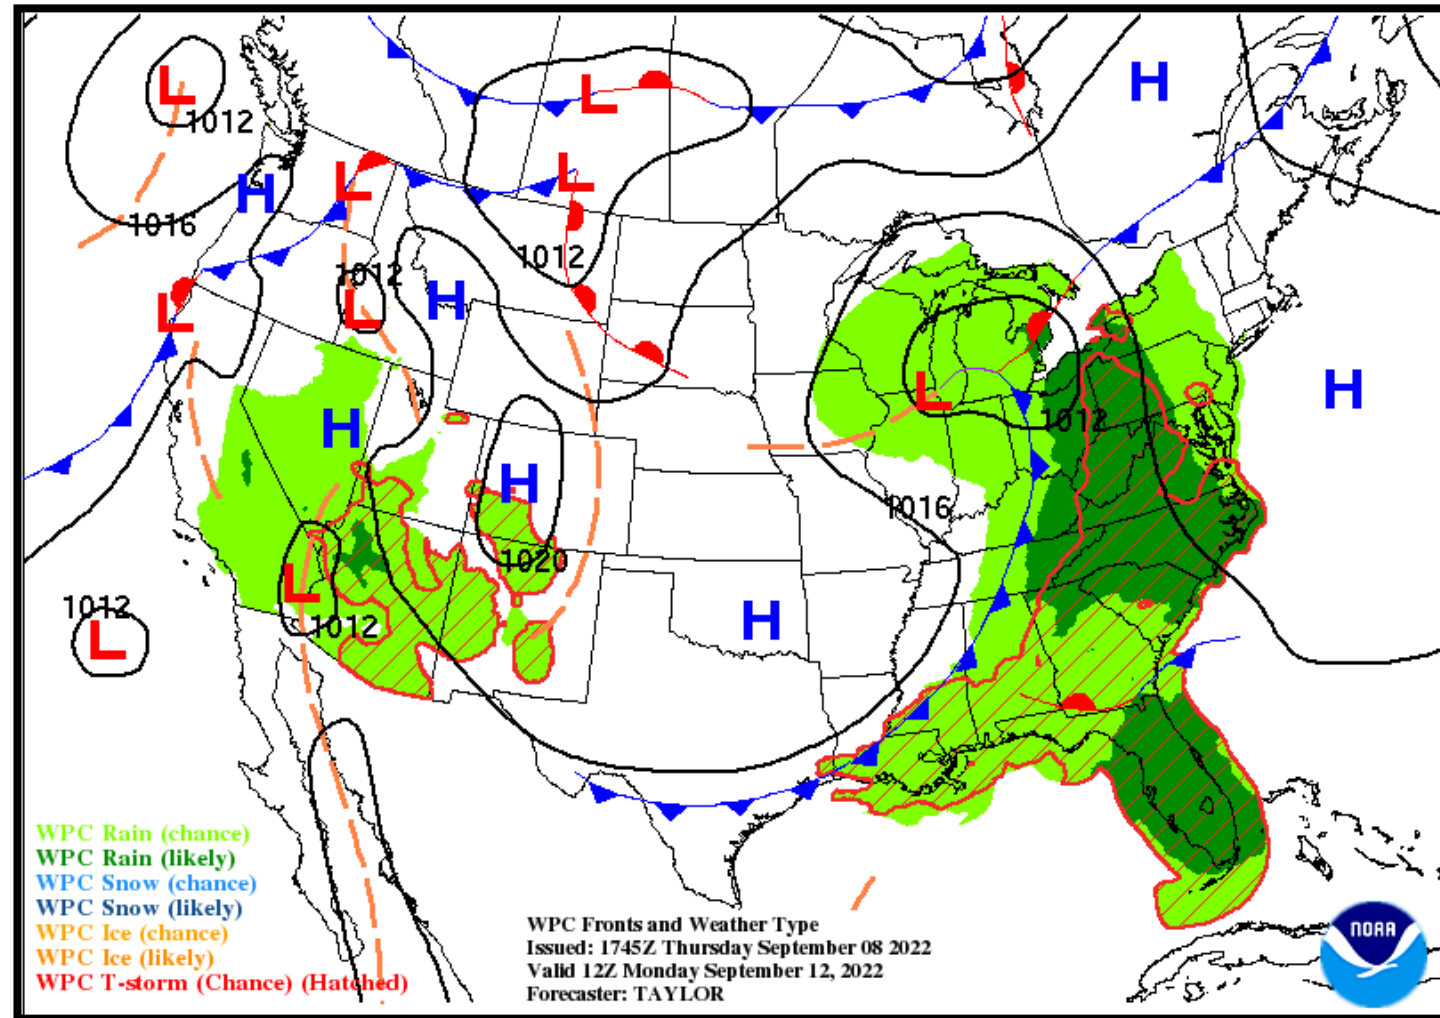 H
L
L
1012
L
L
H
1016
1012
1012
H
L
L
H
L
1012
H
1016
H
1020
1012
L
1012
H
L
WPC Rain (chance)
WPC Rain (likely)
WPC Snow (chance)
WPC Snow (likely)
WPC Ice (chance)
WPC Ice (likely)
WPC T-storm (Chance) (Hatched)
WPC Fronts and Weather Type
Issued: 1745Z Thursday September 08 2022
Valid 12Z Monday September 12, 2022
Forecaster: TAYLOR
NOAA